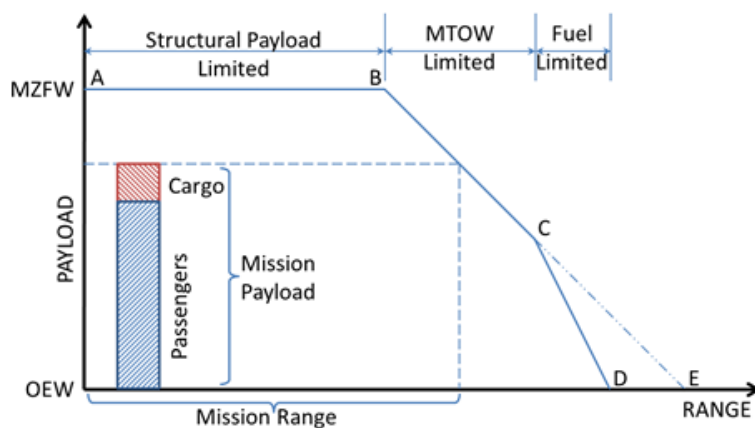 Structural Payload
Limited
MTOW
Limited
Fuel
Limited
A
B
MZFW
Cargo
PAYLOAD
Passengers
Mission
Payload
C
OEW
D
E
Mission Range
RANGE